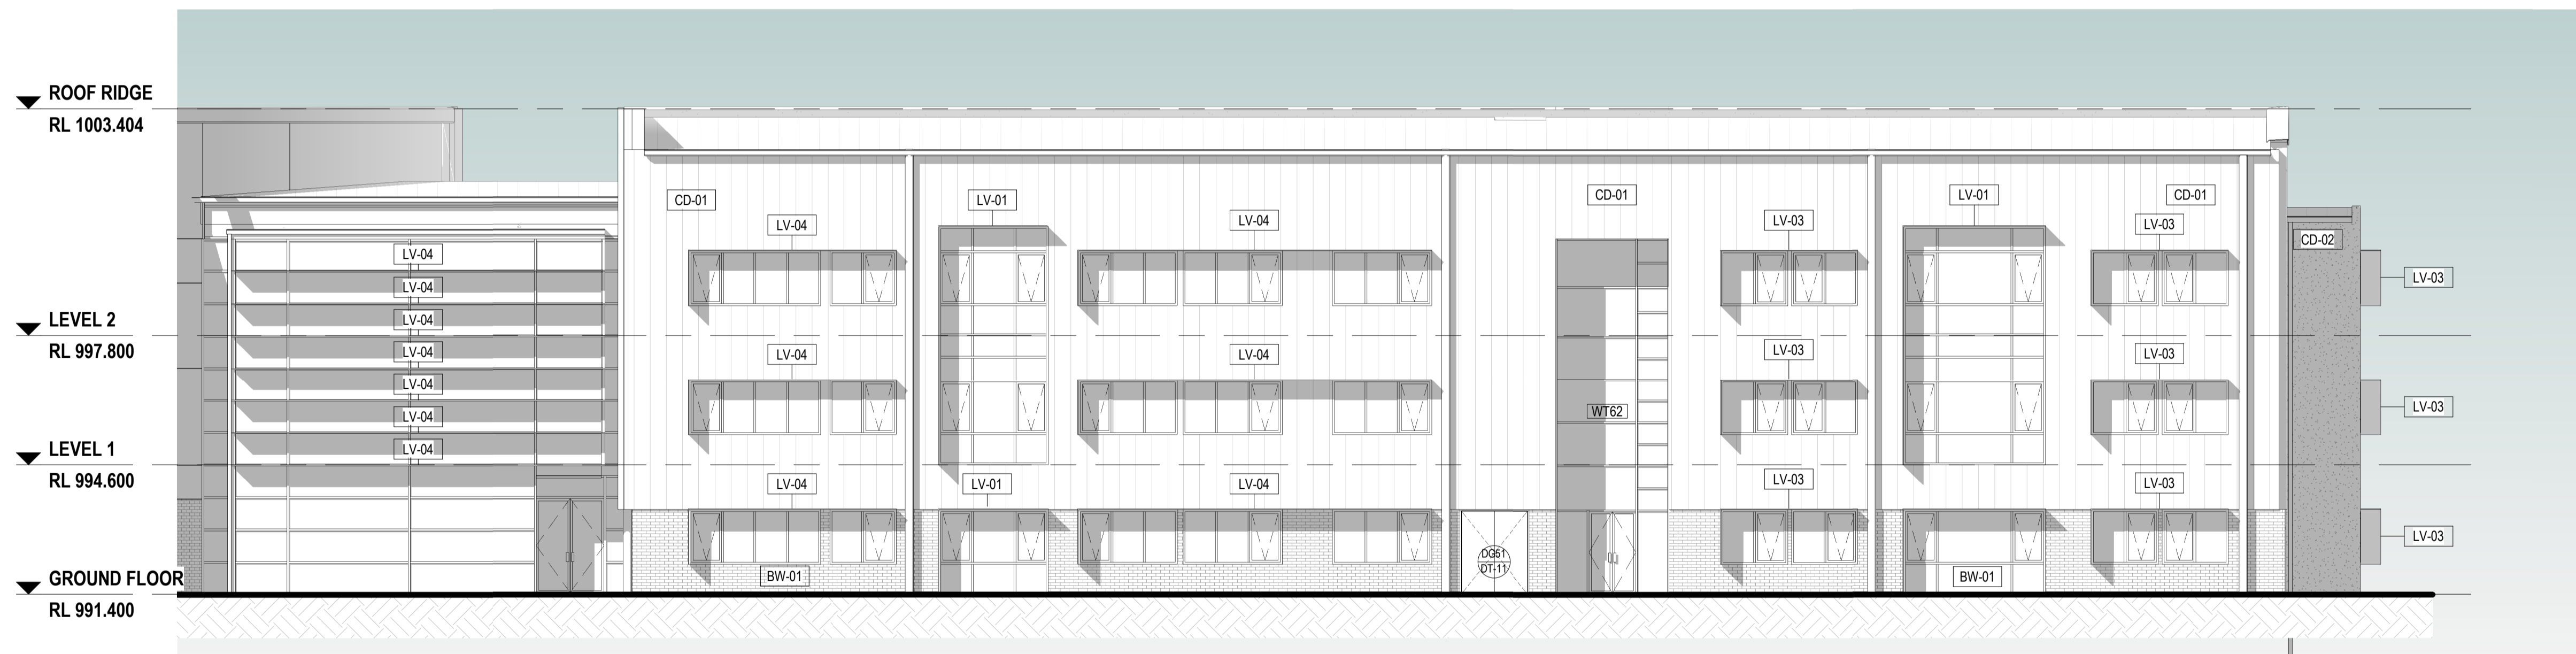 ROOF RIDGE
RL 1003.404
CD-01
LV-01
CD-01
LV-01
CD-01
LV-04
LV-04
LV-03
LV-03
CD-02
LV-04
LV-03
LV-04
LEVEL 2
RL 997.800
LV-04
LV-04
LV-04
LV-04
LV-03
LV-03
LV-04
WT62
LV-03
LV-04
LEVEL 1
RL 994.600
LV-04
LV-04
LV-01
LV-04
LV-03
LV-03
LV-03
DG51
DT-11
GROUND FLOOR
RL 991.400
BW-01
BW-01